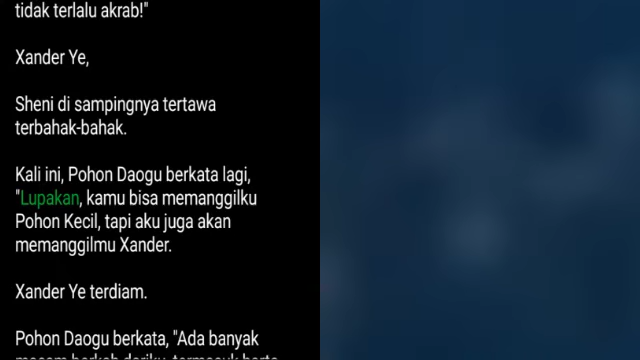 tidak terlalu akrab!"
Xander Ye,
Sheni di sampingnya tertawa
terbahak-bahak.
Kali ini, Pohon Daogu berkata lagi,
"Lupakan, kamu bisa memanggilku
Pohon Kecil, tapi aku juga akan
memanggilmu Xander.
Xander Ye terdiam.
Pohon Daogu berkata, "Ada banyak